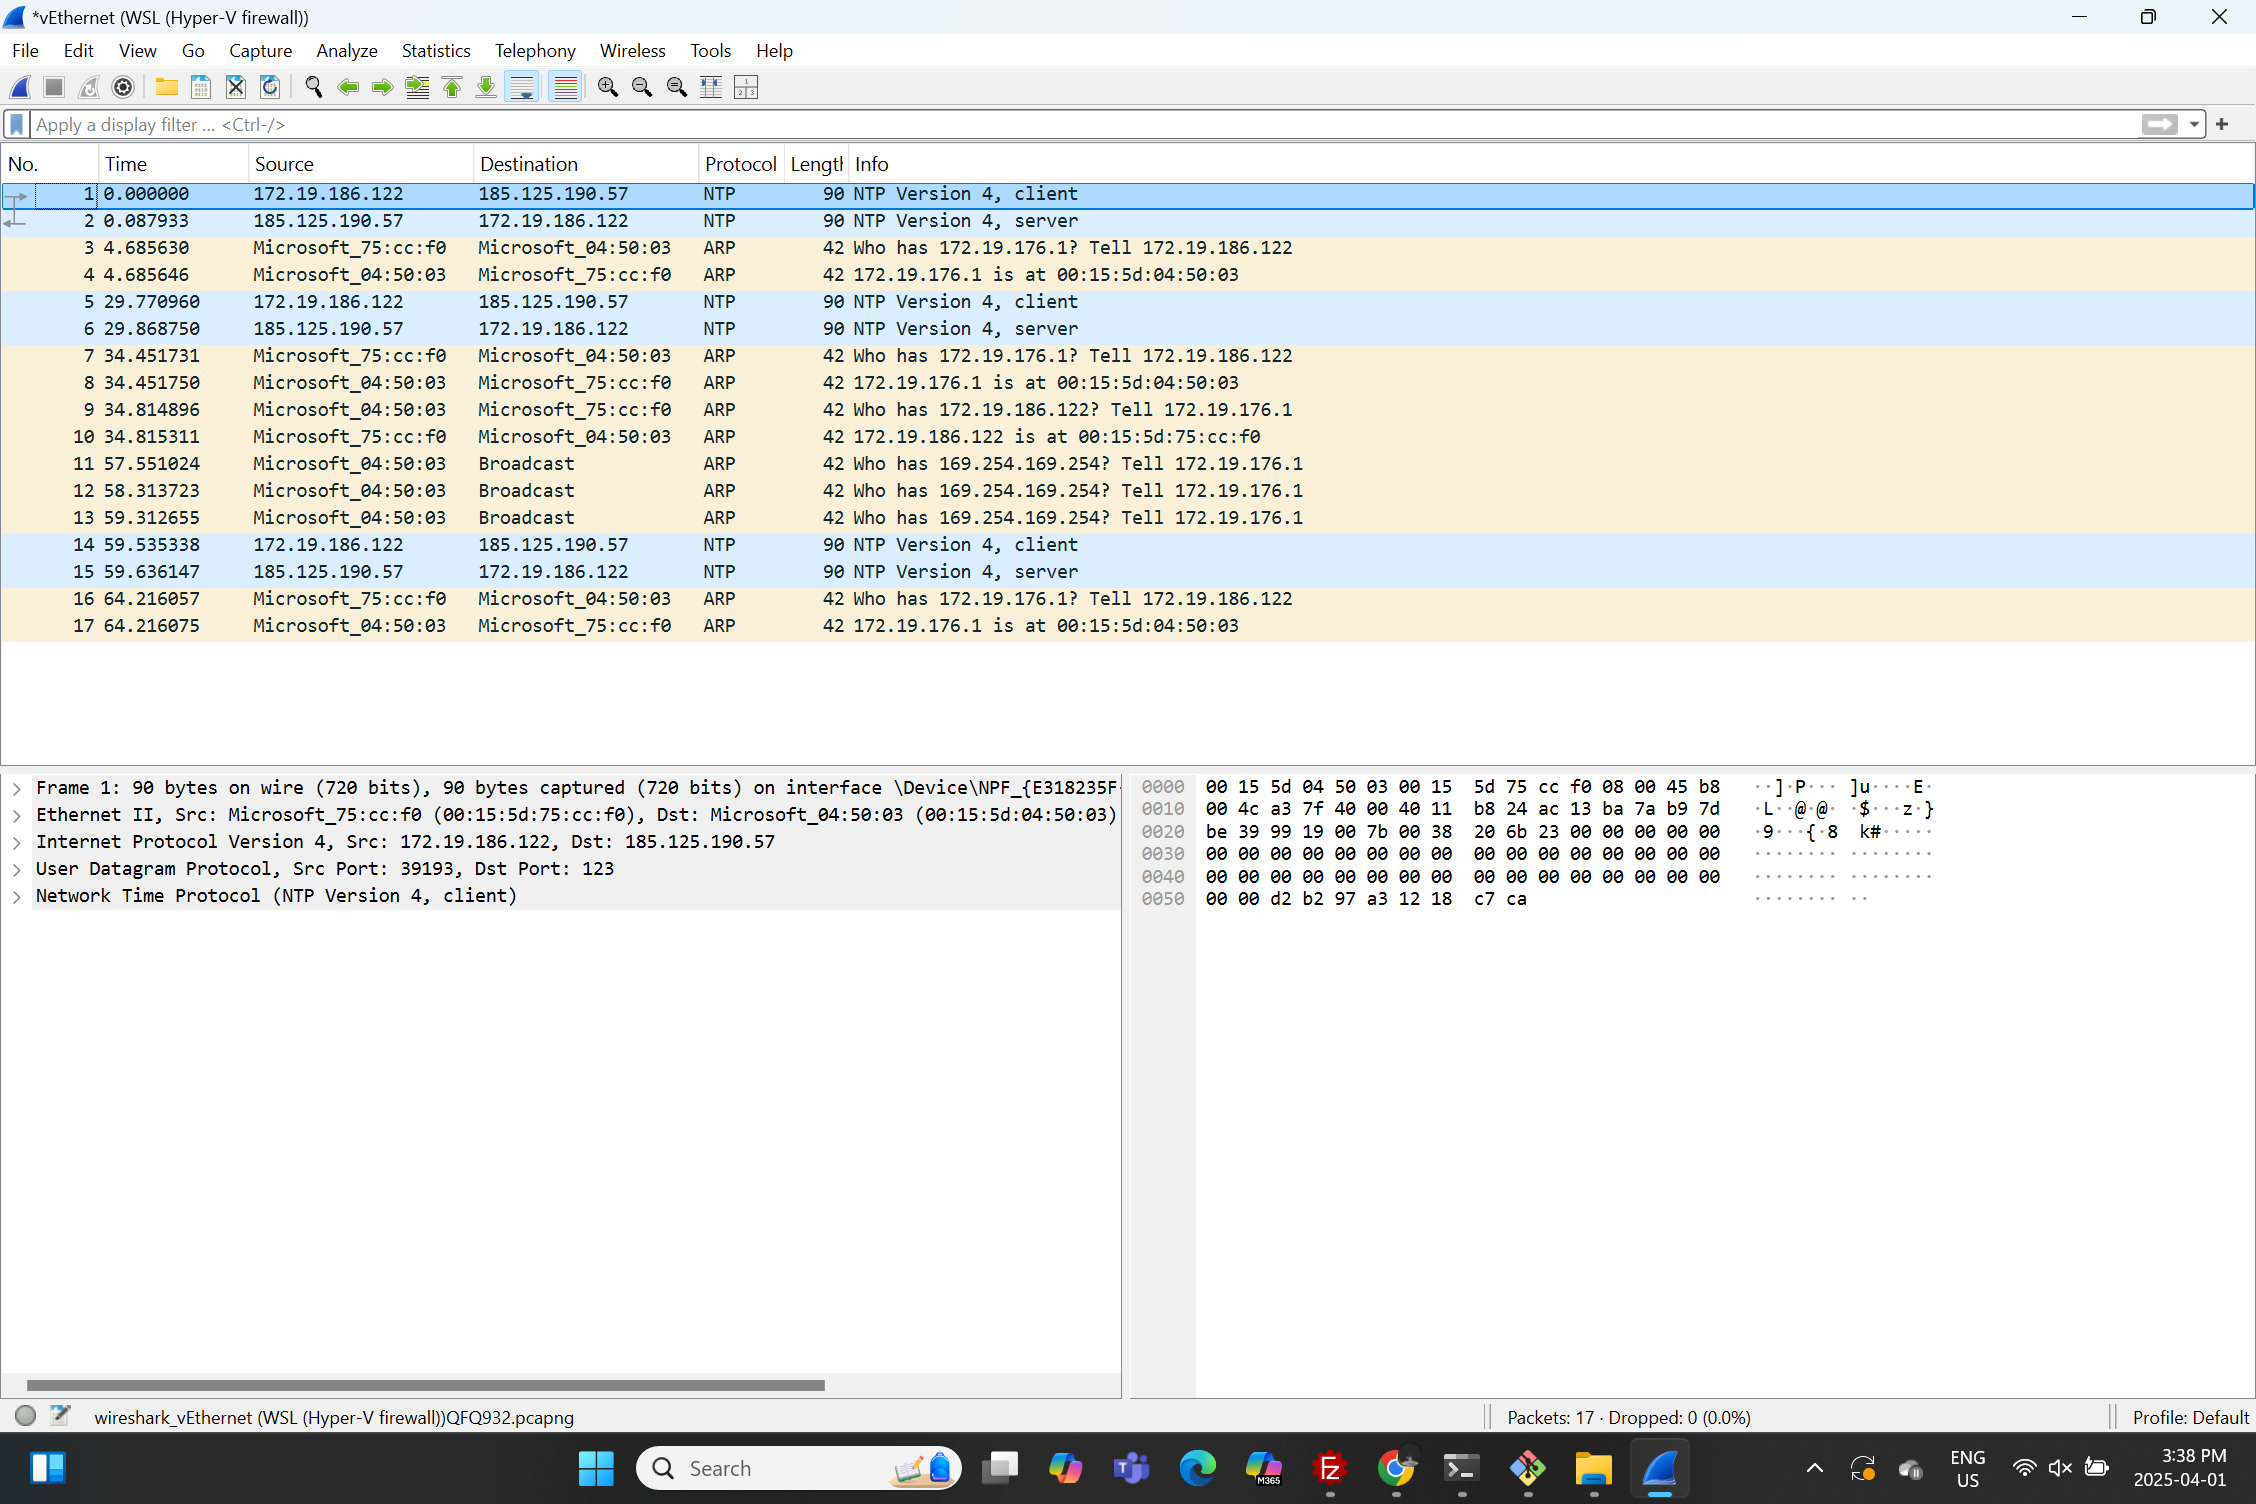 *vEthernet (WSL (Hyper-V firewall))
File Edit View Go Capture Analyze Statistics Telephony Wireless Tools Help
Apply a display filter ... <Ctrl-/>
No. Time Source Destination Protocol Length Info
1 0.000000 172.19.186.122 185.125.190.57 NTP 90 NTP Version 4, client
2 0.087933 185.125.190.57 172.19.186.122 NTP 90 NTP Version 4, server
3 4.685630 Microsoft_75:cc:f0 Microsoft_04:50:03 ARP 42 Who has 172.19.176.1? Tell 172.19.186.122
4 4.685646 Microsoft_04:50:03 Microsoft_75:cc:f0 ARP 42 172.19.176.1 is at 00:15:5d:04:50:03
5 29.770960 172.19.186.122 185.125.190.57 NTP 90 NTP Version 4, client
6 29.868750 185.125.190.57 172.19.186.122 NTP 90 NTP Version 4, server
7 34.451731 Microsoft_75:cc:f0 Microsoft_04:50:03 ARP 42 Who has 172.19.176.1? Tell 172.19.186.122
8 34.451750 Microsoft_04:50:03 Microsoft_75:cc:f0 ARP 42 172.19.176.1 is at 00:15:5d:04:50:03
9 34.814896 Microsoft_04:50:03 Microsoft_75:cc:f0 ARP 42 Who has 172.19.186.122? Tell 172.19.176.1
10 34.815311 Microsoft_75:cc:f0 Microsoft_04:50:03 ARP 42 172.19.186.122 is at 00:15:5d:75:cc:f0
11 57.551024 Microsoft_04:50:03 Broadcast ARP 42 Who has 169.254.169.254? Tell 172.19.176.1
12 58.313723 Microsoft_04:50:03 Broadcast ARP 42 Who has 169.254.169.254? Tell 172.19.176.1
13 59.312655 Microsoft_04:50:03 Broadcast ARP 42 Who has 169.254.169.254? Tell 172.19.176.1
14 59.535338 172.19.186.122 185.125.190.57 NTP 90 NTP Version 4, client
15 59.636147 185.125.190.57 172.19.186.122 NTP 90 NTP Version 4, server
16 64.216057 Microsoft_75:cc:f0 Microsoft_04:50:03 ARP 42 Who has 172.19.176.1? Tell 172.19.186.122
17 64.216075 Microsoft_04:50:03 Microsoft_75:cc:f0 ARP 42 172.19.176.1 is at 00:15:5d:04:50:03
Frame 1: 90 bytes on wire (720 bits), 90 bytes captured (720 bits) on interface \Device\NPF_{E318235F
Ethernet II, Src: Microsoft_75:cc:f0 (00:15:5d:75:cc:f0), Dst: Microsoft_04:50:03 (00:15:5d:04:50:03)
Internet Protocol Version 4, Src: 172.19.186.122, Dst: 185.125.190.57
User Datagram Protocol, Src Port: 39193, Dst Port: 123
Network Time Protocol (NTP Version 4, client)
0000 00 15 5d 04 50 03 00 15 5d 75 cc f0 08 00 45 b8 ··]·P··· ]u····E·
0010 00 4c a3 7f 40 00 40 11 b8 24 ac 13 ba 7a b9 7d ·L··@·@· ·$···z·}
0020 be 39 99 19 00 7b 00 38 20 6b 23 00 00 00 00 00 ·9···{·8 k#·····
0030 00 00 00 00 00 00 00 00 00 00 00 00 00 00 00 00 ········ ········
0040 00 00 00 00 00 00 00 00 00 00 00 00 00 00 00 00 ········ ········
0050 00 00 d2 b2 97 a3 12 18 c7 ca ········ ··
wireshark_vEthernet (WSL (Hyper-V firewall))QFQ932.pcapng
Packets: 17 · Dropped: 0 (0.0%)
Profile: Default
Search
M365
ENG
US
3:38 PM
2025-04-01